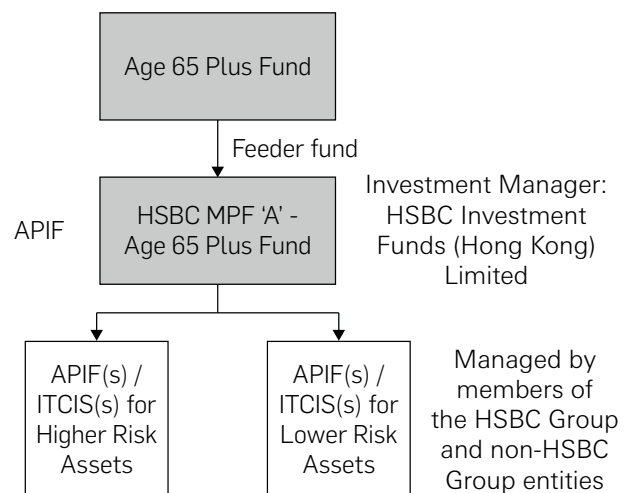 Age 65 Plus Fund
Feeder fund
APIF
HSBC MPF ‘A’ -
Age 65 Plus Fund
Investment Manager:
HSBC Investment
Funds (Hong Kong)
Limited
APIF(s) /
ITCIS(s) for
Higher Risk
Assets
APIF(s) /
ITCIS(s) for
Lower Risk
Assets
Managed by
members of
the HSBC Group
and non-HSBC
Group entities